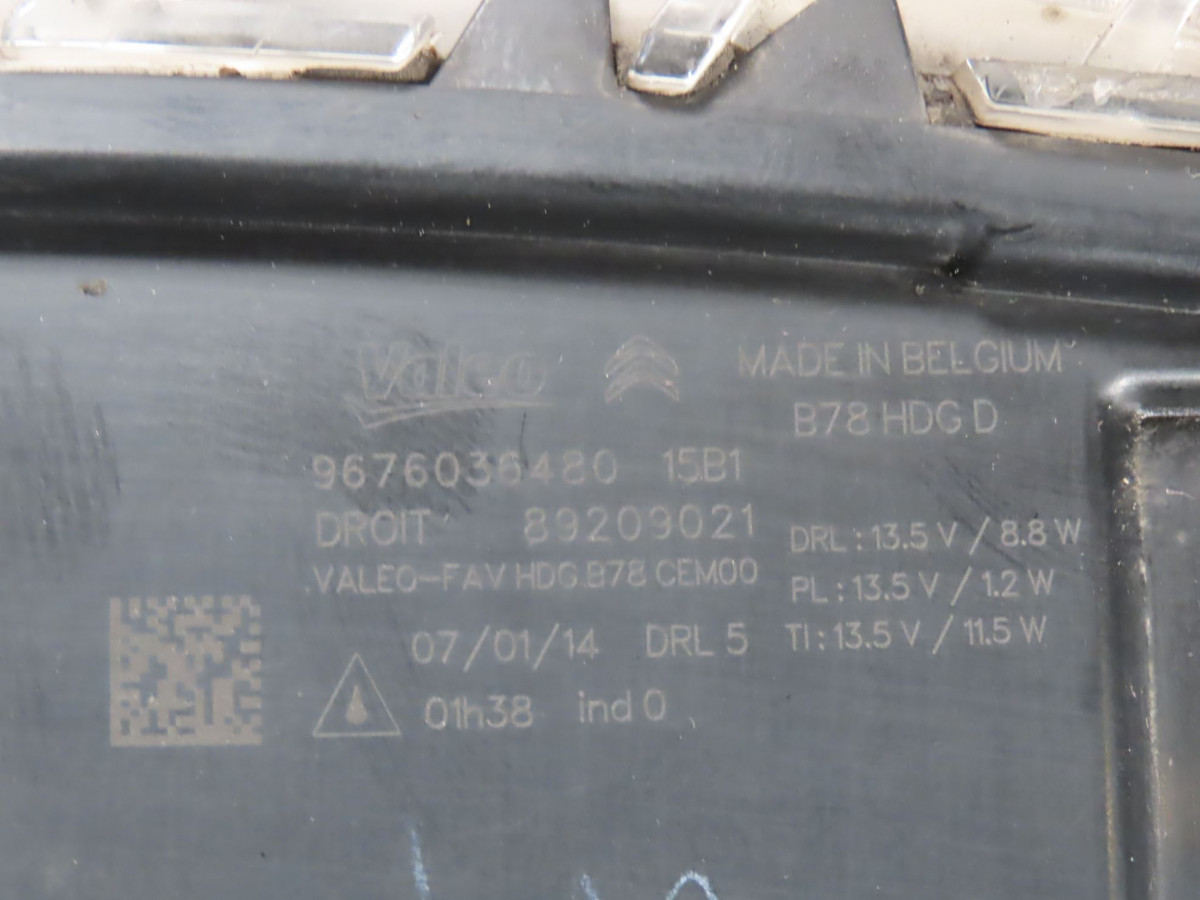 Valeo MADE IN BELGIUM
B78 HDG D
9676036480 15B1
DROIT 89209021
DRL : 13.5 V / 8.8 W
VALEO-FAV HDG.B78 CEM00
PL : 13.5 V / 1.2 W
07/01/14 DRL 5
TI : 13.5 V / 11.5 W
01h38 ind 0